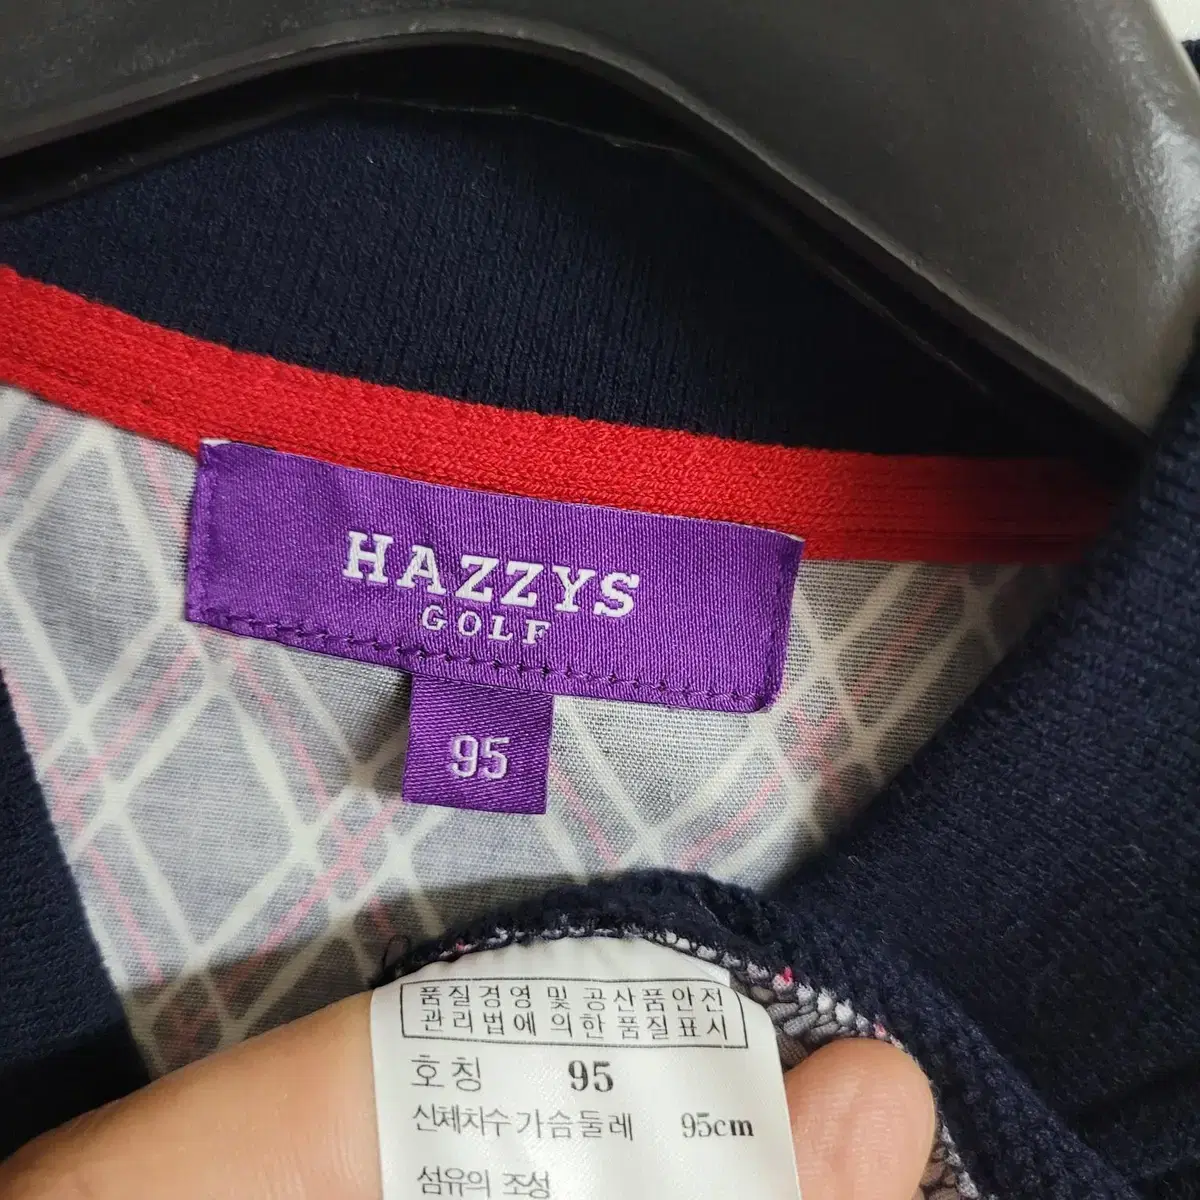 HAZZYS
GOLF
95
품질경영 및 공산품안전
관리법에 의한 품질표시
호칭 95
신체치수 가슴둘레 95cm
섬유의 조성